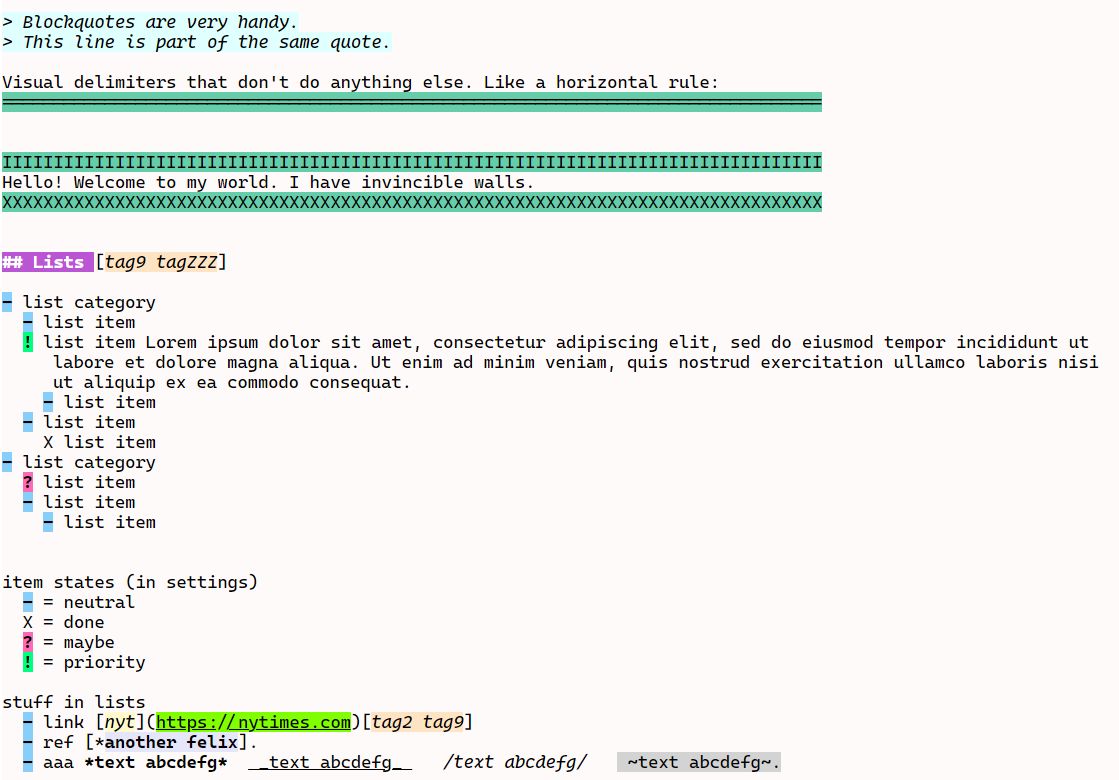 > Blockquotes are very handy.
> This line is part of the same quote.
Visual delimiters that don't do anything else. Like a horizontal rule:
================================================================================
IIIIIIIIIIIIIIIIIIIIIIIIIIIIIIIIIIIIIIIIIIIIIIIIIIIIIIIIIIIIIIIIIIIIIIIIIIIIIIII
Hello! Welcome to my world. I have invincible walls.
XXXXXXXXXXXXXXXXXXXXXXXXXXXXXXXXXXXXXXXXXXXXXXXXXXXXXXXXXXXXXXXXXXXXXXXXXXXXXXXX
## Lists [tag9 tagZZZ]
- list category
  - list item
  ! list item Lorem ipsum dolor sit amet, consectetur adipiscing elit, sed do eiusmod tempor incididunt ut
     labore et dolore magna aliqua. Ut enim ad minim veniam, quis nostrud exercitation ullamco laboris nisi
     ut aliquip ex ea commodo consequat.
    - list item
  - list item
    X list item
- list category
  ? list item
  - list item
    - list item
item states (in settings)
  - = neutral
  X = done
  ? = maybe
  ! = priority
stuff in lists
  - link [nyt](https://nytimes.com)[tag2 tag9]
  - ref [*another felix].
  - aaa *text abcdefg*  __text abcdefg__   /text abcdefg/   ~text abcdefg~.